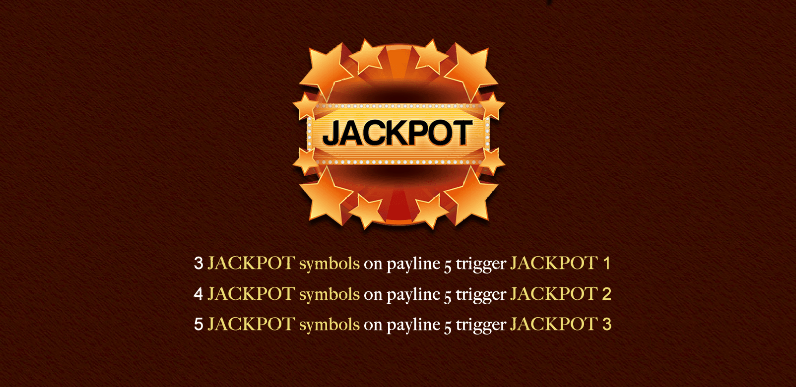 JACKPOT
3 JACKPOT symbols on payline 5 trigger JACKPOT 1
4 JACKPOT symbols on payline 5 trigger JACKPOT 2
5 JACKPOT symbols on payline 5 trigger JACKPOT 3